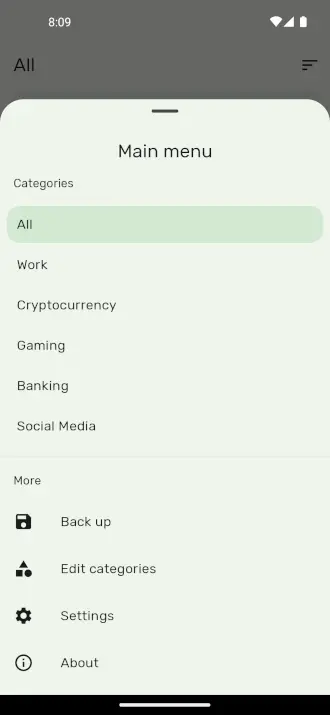 8:09
All
Main menu
Categories
All
Work
Cryptocurrency
Gaming
Banking
Social Media
More
Back up
Edit categories
Settings
About